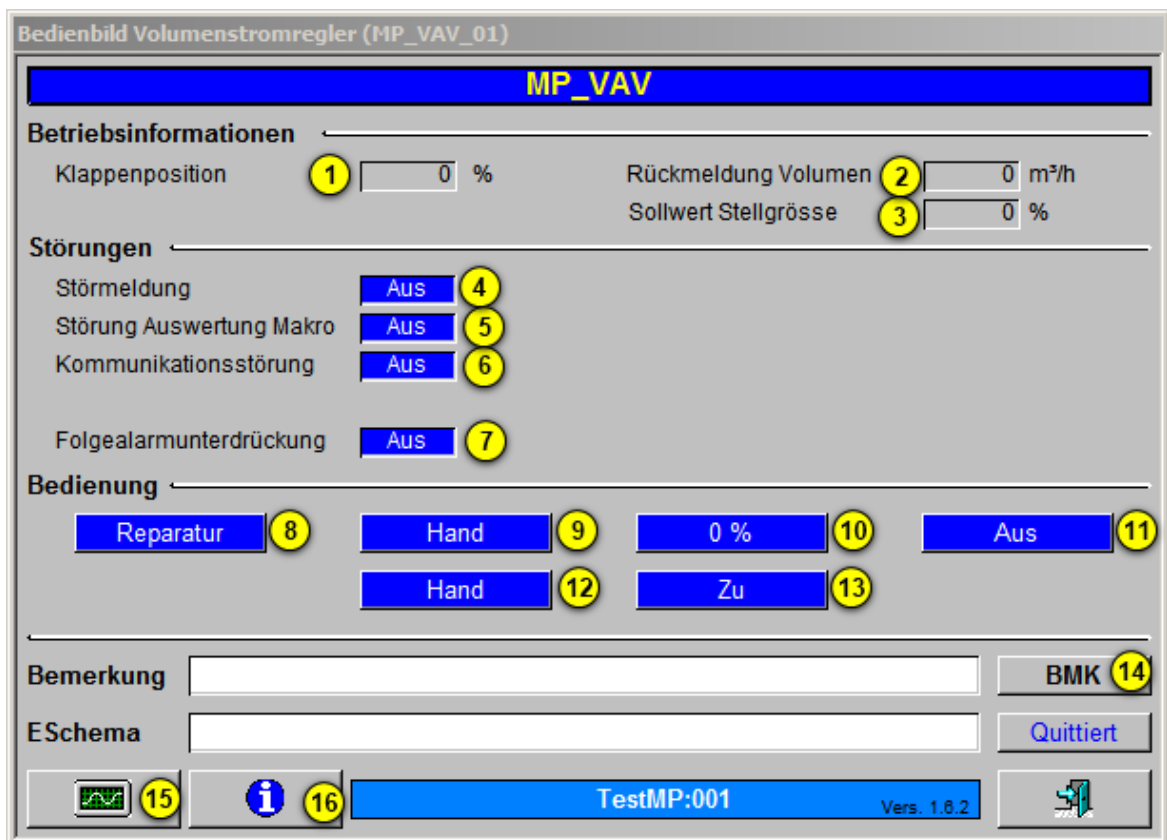 Bedienbild Volumenstromregler (MP_VAV_01)
MP_VAV
Betriebsinformationen
Klappenposition 1 0 % Rückmeldung Volumen 2 0 m³/h
Sollwert Stellgrösse 3 0 %
Störungen
Störmeldung Aus 4
Störung Auswertung Makro Aus 5
Kommunikationsstörung Aus 6
Folgealarmunterdrückung Aus 7
Bedienung
Reparatur 8 Hand 9 0 % 10 Aus 11
Hand 12 Zu 13
Bemerkung BMK 14
ESchema Quittiert
15 i 16 TestMP:001 Vers. 1.6.2